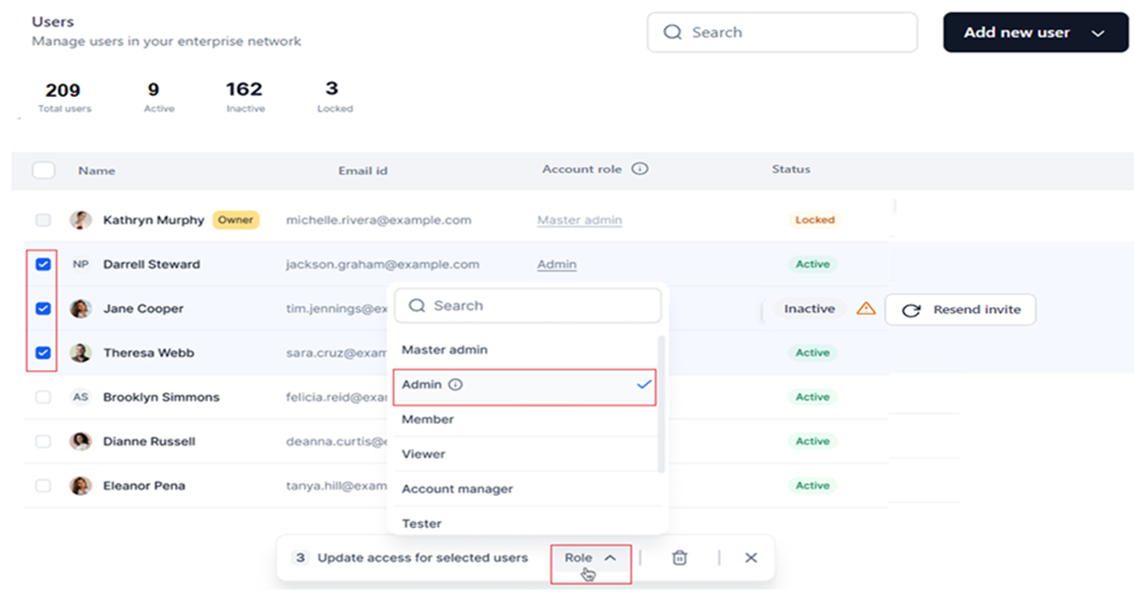 Users
Manage users in your enterprise network
Search
Add new user
209 9 162 3
Total users Active Inactive Locked
Name Email id Account role Status
Kathryn Murphy Owner michelle.rivera@example.com Master admin Locked
NP Darrell Steward jackson.graham@example.com Admin Active
Jane Cooper tim.jennings@ex Inactive Resend invite
Search
Theresa Webb sara.cruz@exam Active
Master admin
Admin
Member
Viewer
Account manager
Tester
AS Brooklyn Simmons felicia.reid@exa Active
Dianne Russell deanna.curtis@ Active
Eleanor Pena tanya.hill@exam Active
3 Update access for selected users Role